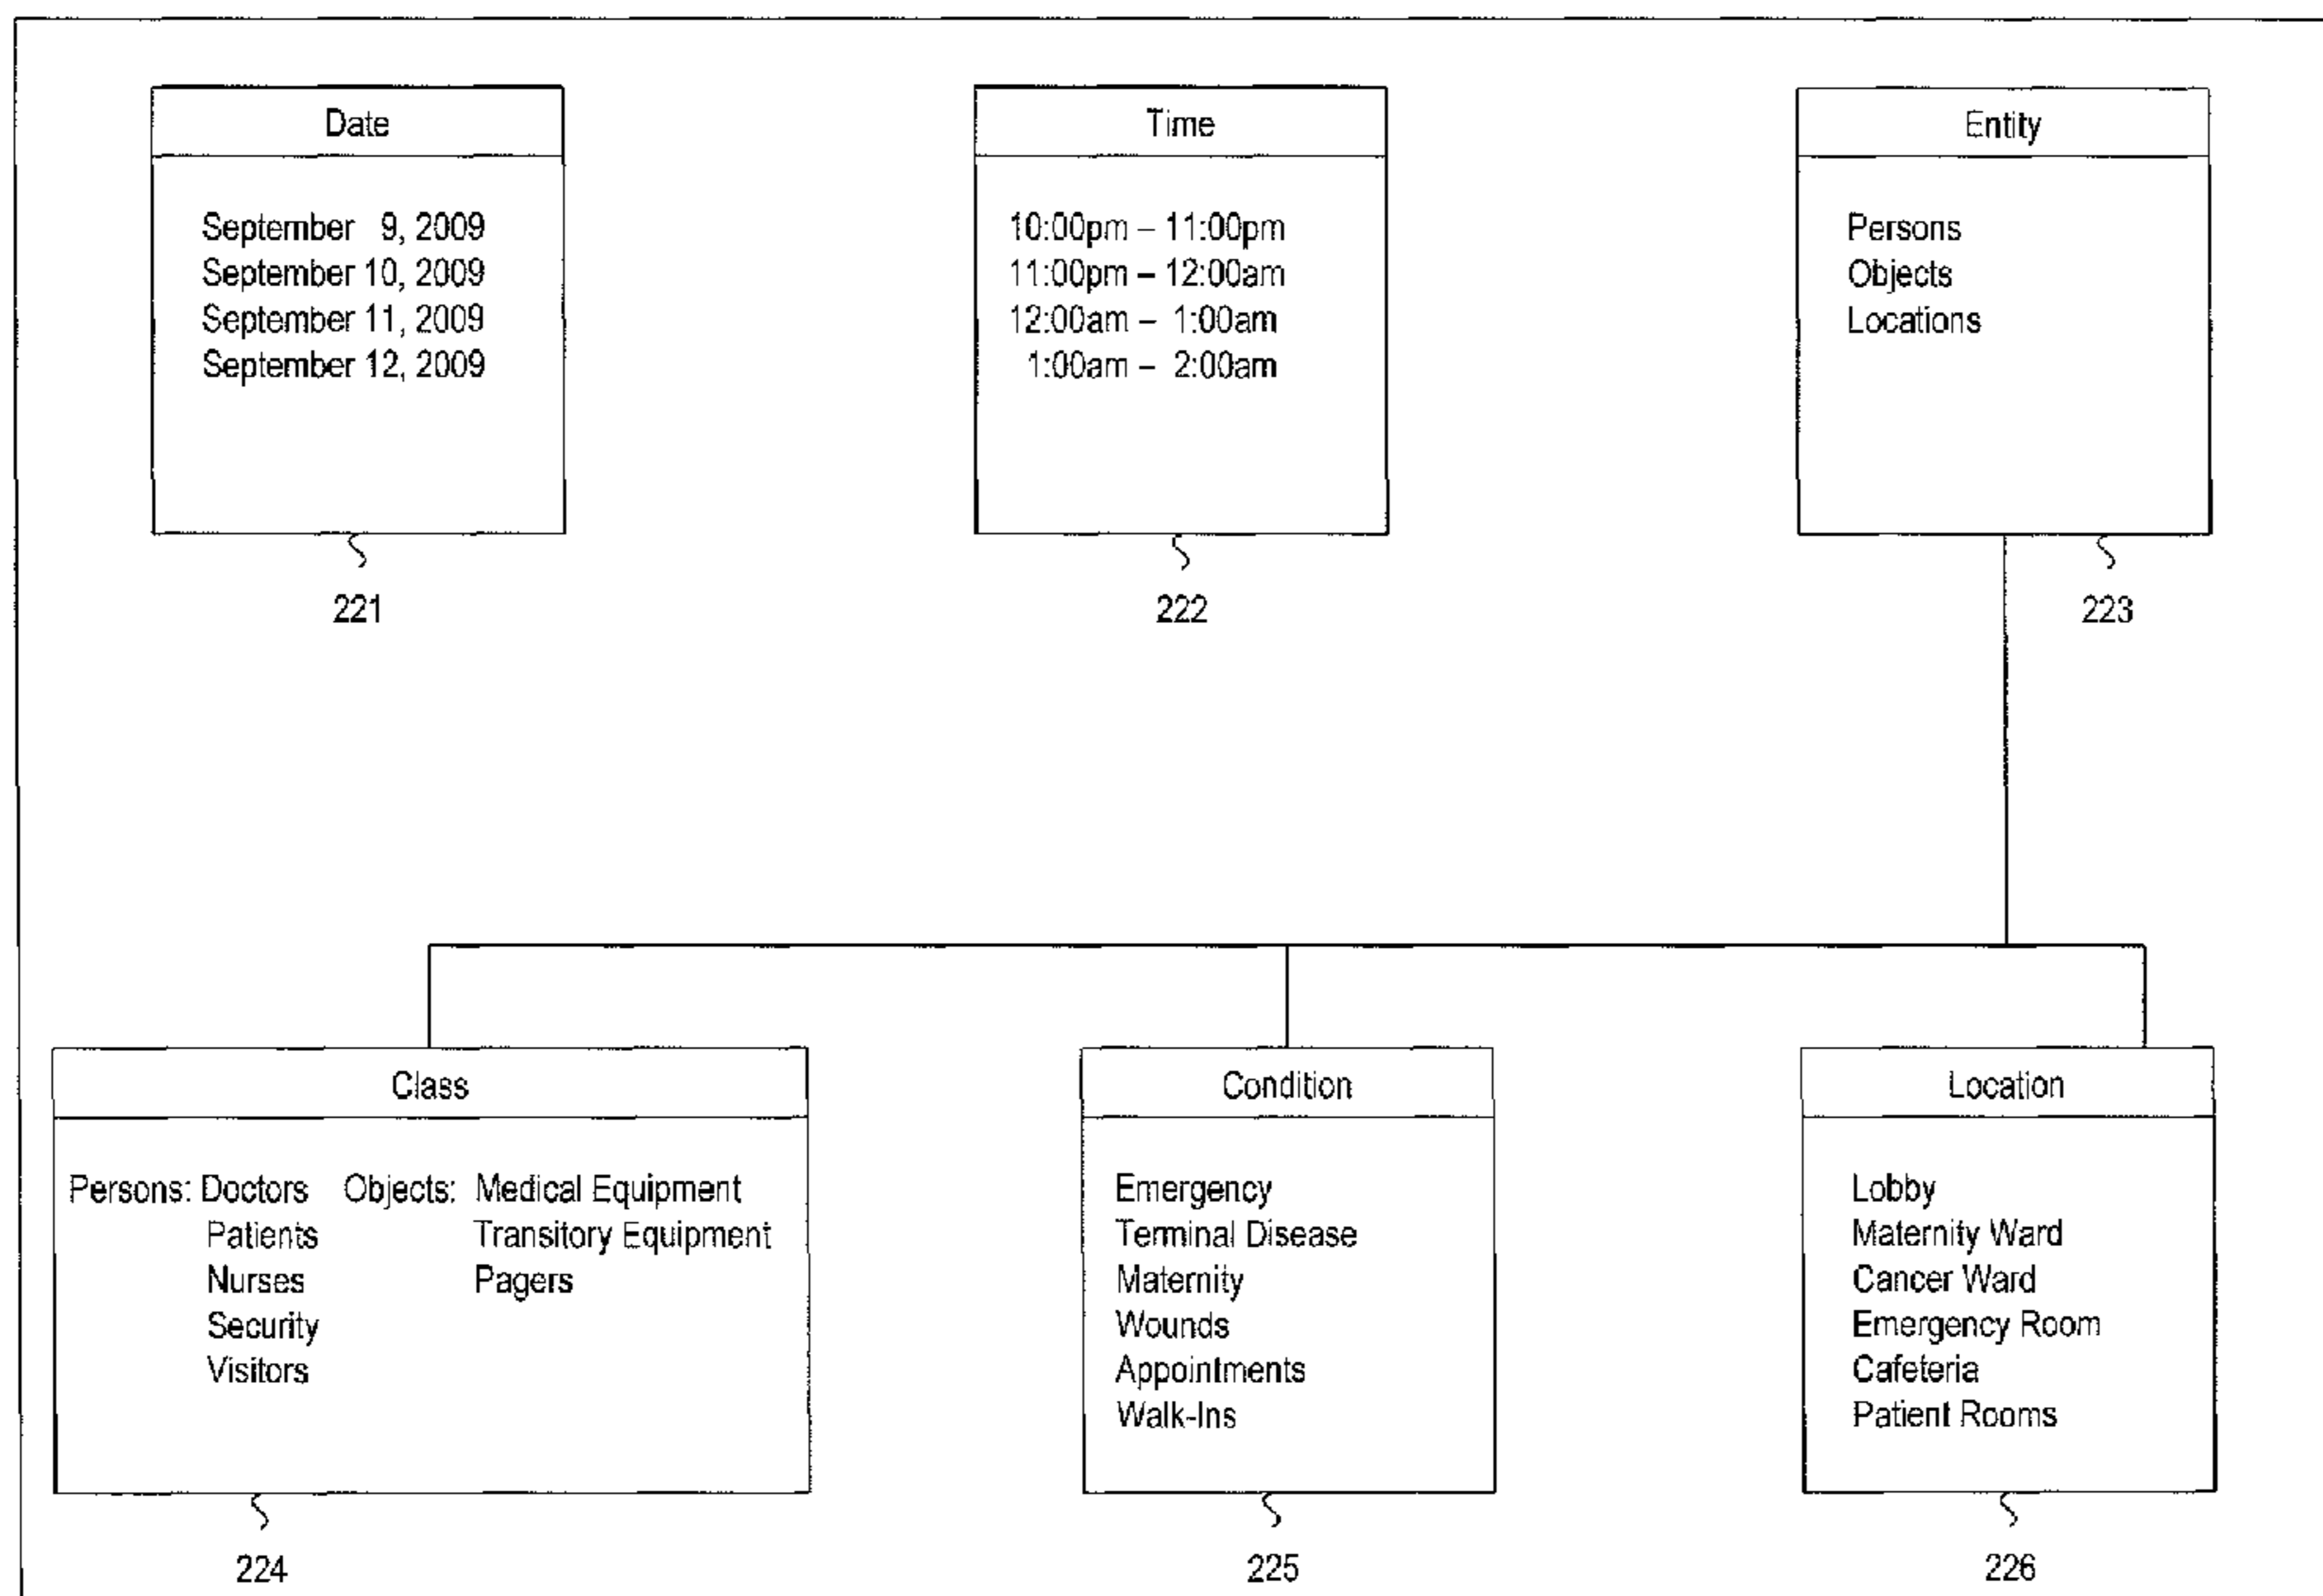 Date
September 9, 2009
September 10, 2009
September 11, 2009
September 12, 2009
221
Time
10:00pm – 11:00pm
11:00pm – 12:00am
12:00am – 1:00am
1:00am – 2:00am
222
Entity
Persons
Objects
Locations
223
Class
Persons: Doctors Objects: Medical Equipment
Patients Transitory Equipment
Nurses Pagers
Security
Visitors
224
Condition
Emergency
Terminal Disease
Maternity
Wounds
Appointments
Walk-Ins
225
Location
Lobby
Maternity Ward
Cancer Ward
Emergency Room
Cafeteria
Patient Rooms
226